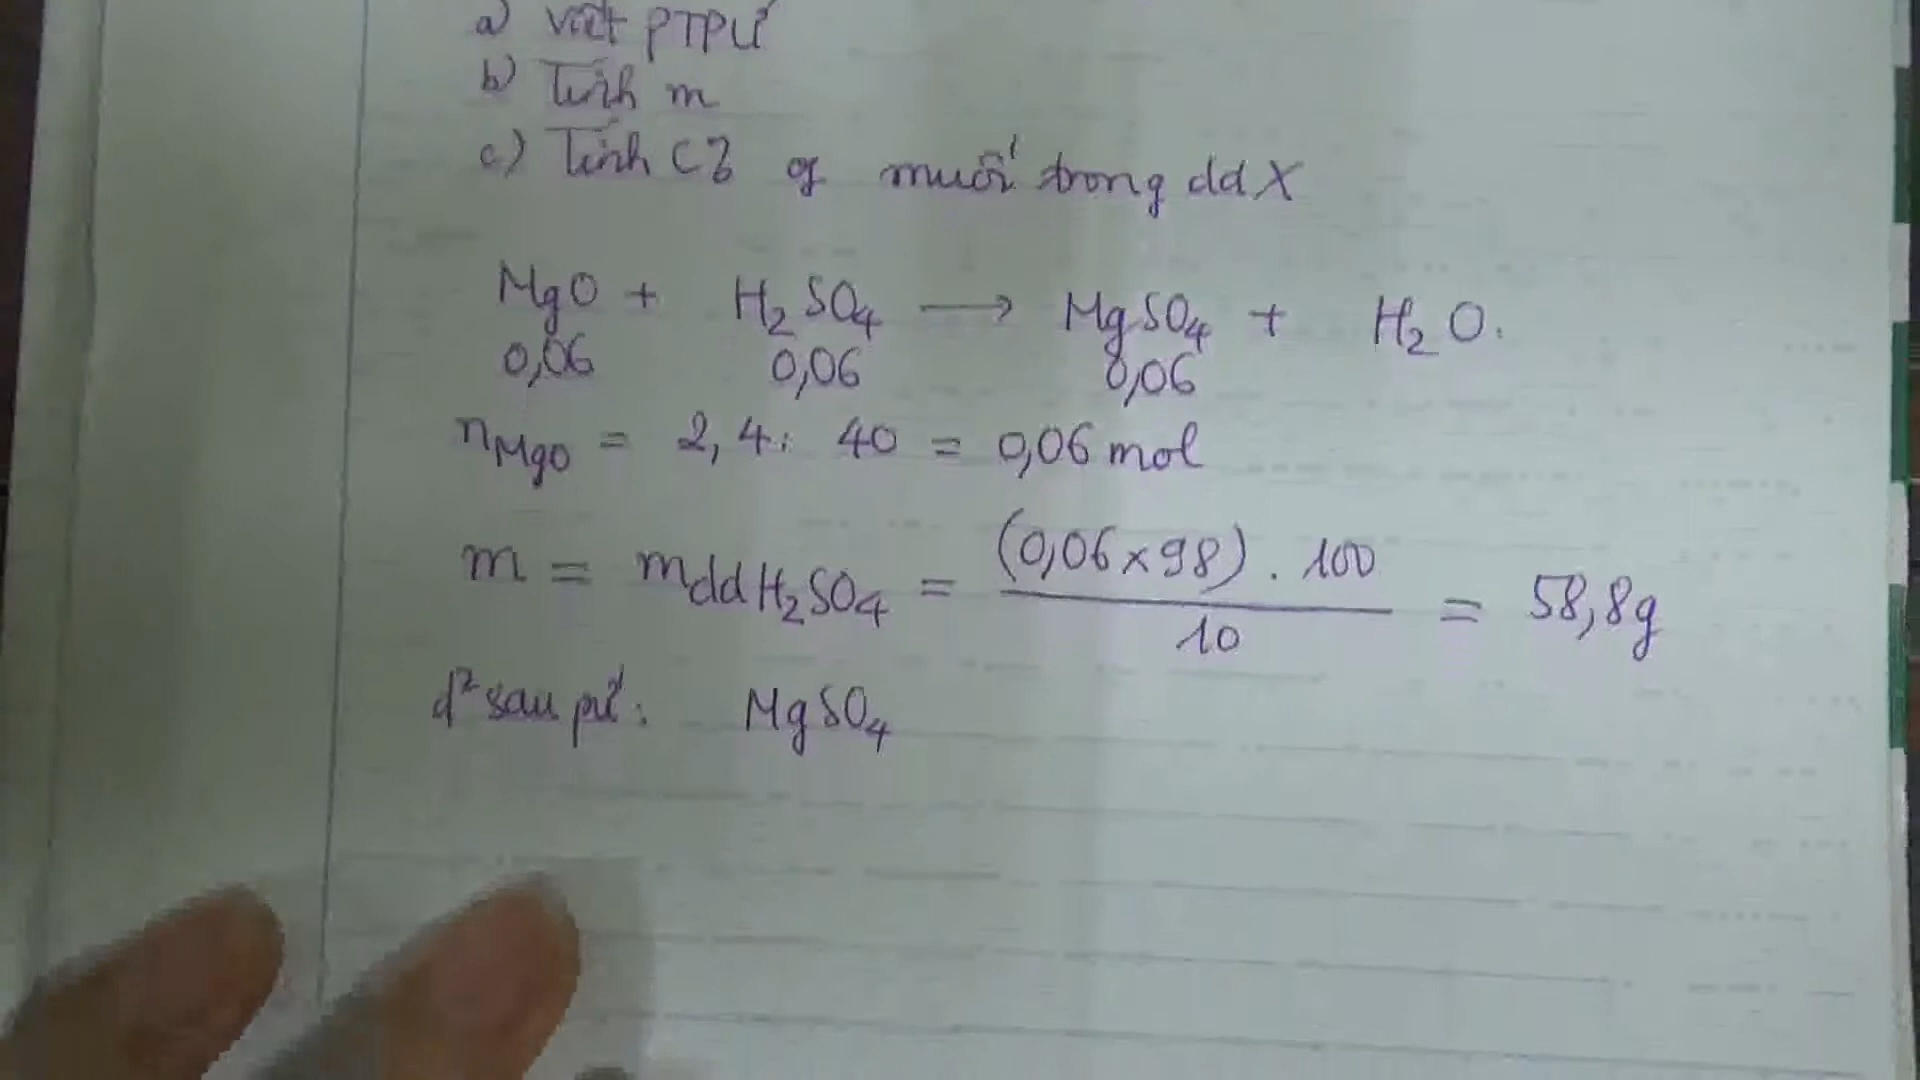 a) Viết PTPƯ
b) Tính m
c) Tính C% of muối trong dd X
MgO + H₂SO₄ ⟶ MgSO₄ + H₂O.
0,06 0,06 0,06
nMgO = 2,4 : 40 = 0,06 mol
m = mdd H₂SO₄ = (0,06 x 98) . 100 / 10 = 58,8g
d² sau pứ : MgSO₄